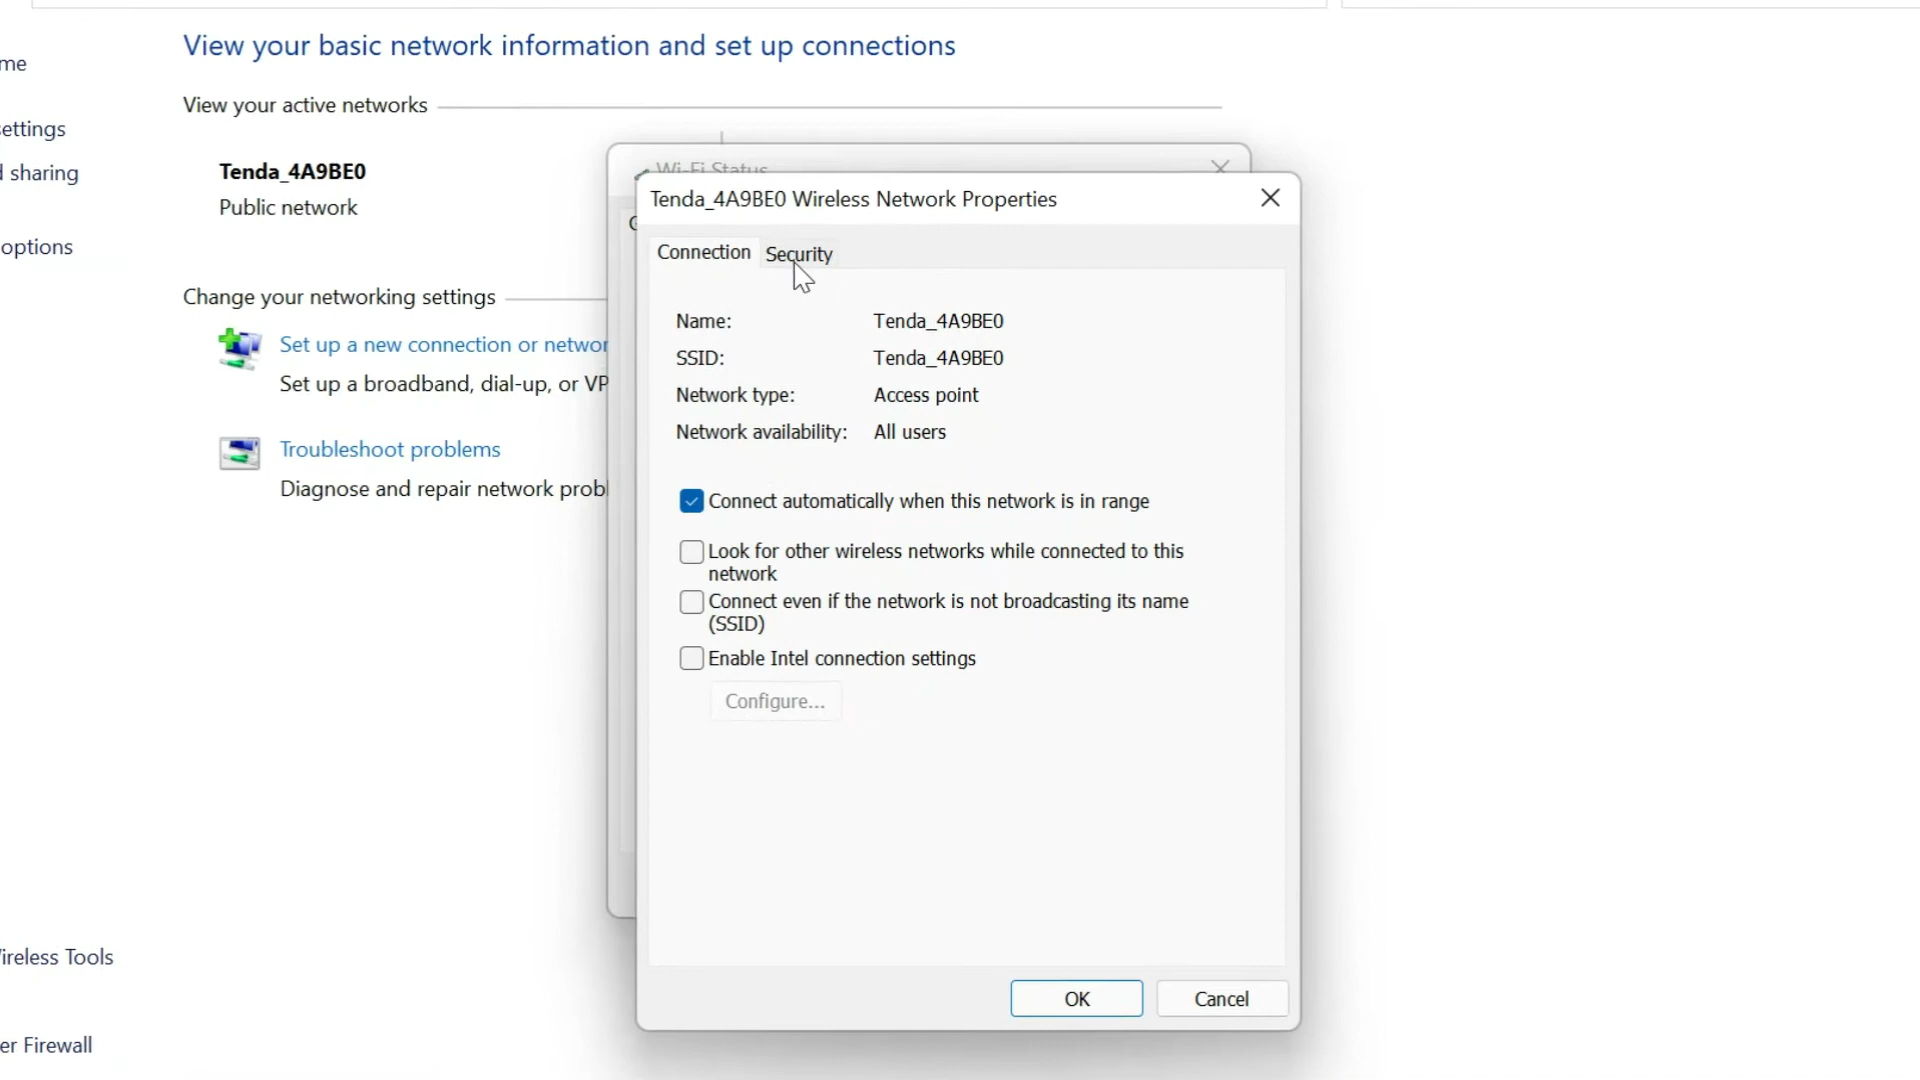 View your basic network information and set up connections
me
View your active networks
ettings
Tenda_4A9BE0
sharing
Public network
options
Change your networking settings
Set up a new connection or networ
Set up a broadband, dial-up, or VP
Troubleshoot problems
Diagnose and repair network probl
ireless Tools
er Firewall
Wi-Fi Status
Tenda_4A9BE0 Wireless Network Properties
Connection Security
Name: Tenda_4A9BE0
SSID: Tenda_4A9BE0
Network type: Access point
Network availability: All users
Connect automatically when this network is in range
Look for other wireless networks while connected to this
network
Connect even if the network is not broadcasting its name
(SSID)
Enable Intel connection settings
Configure...
OK Cancel